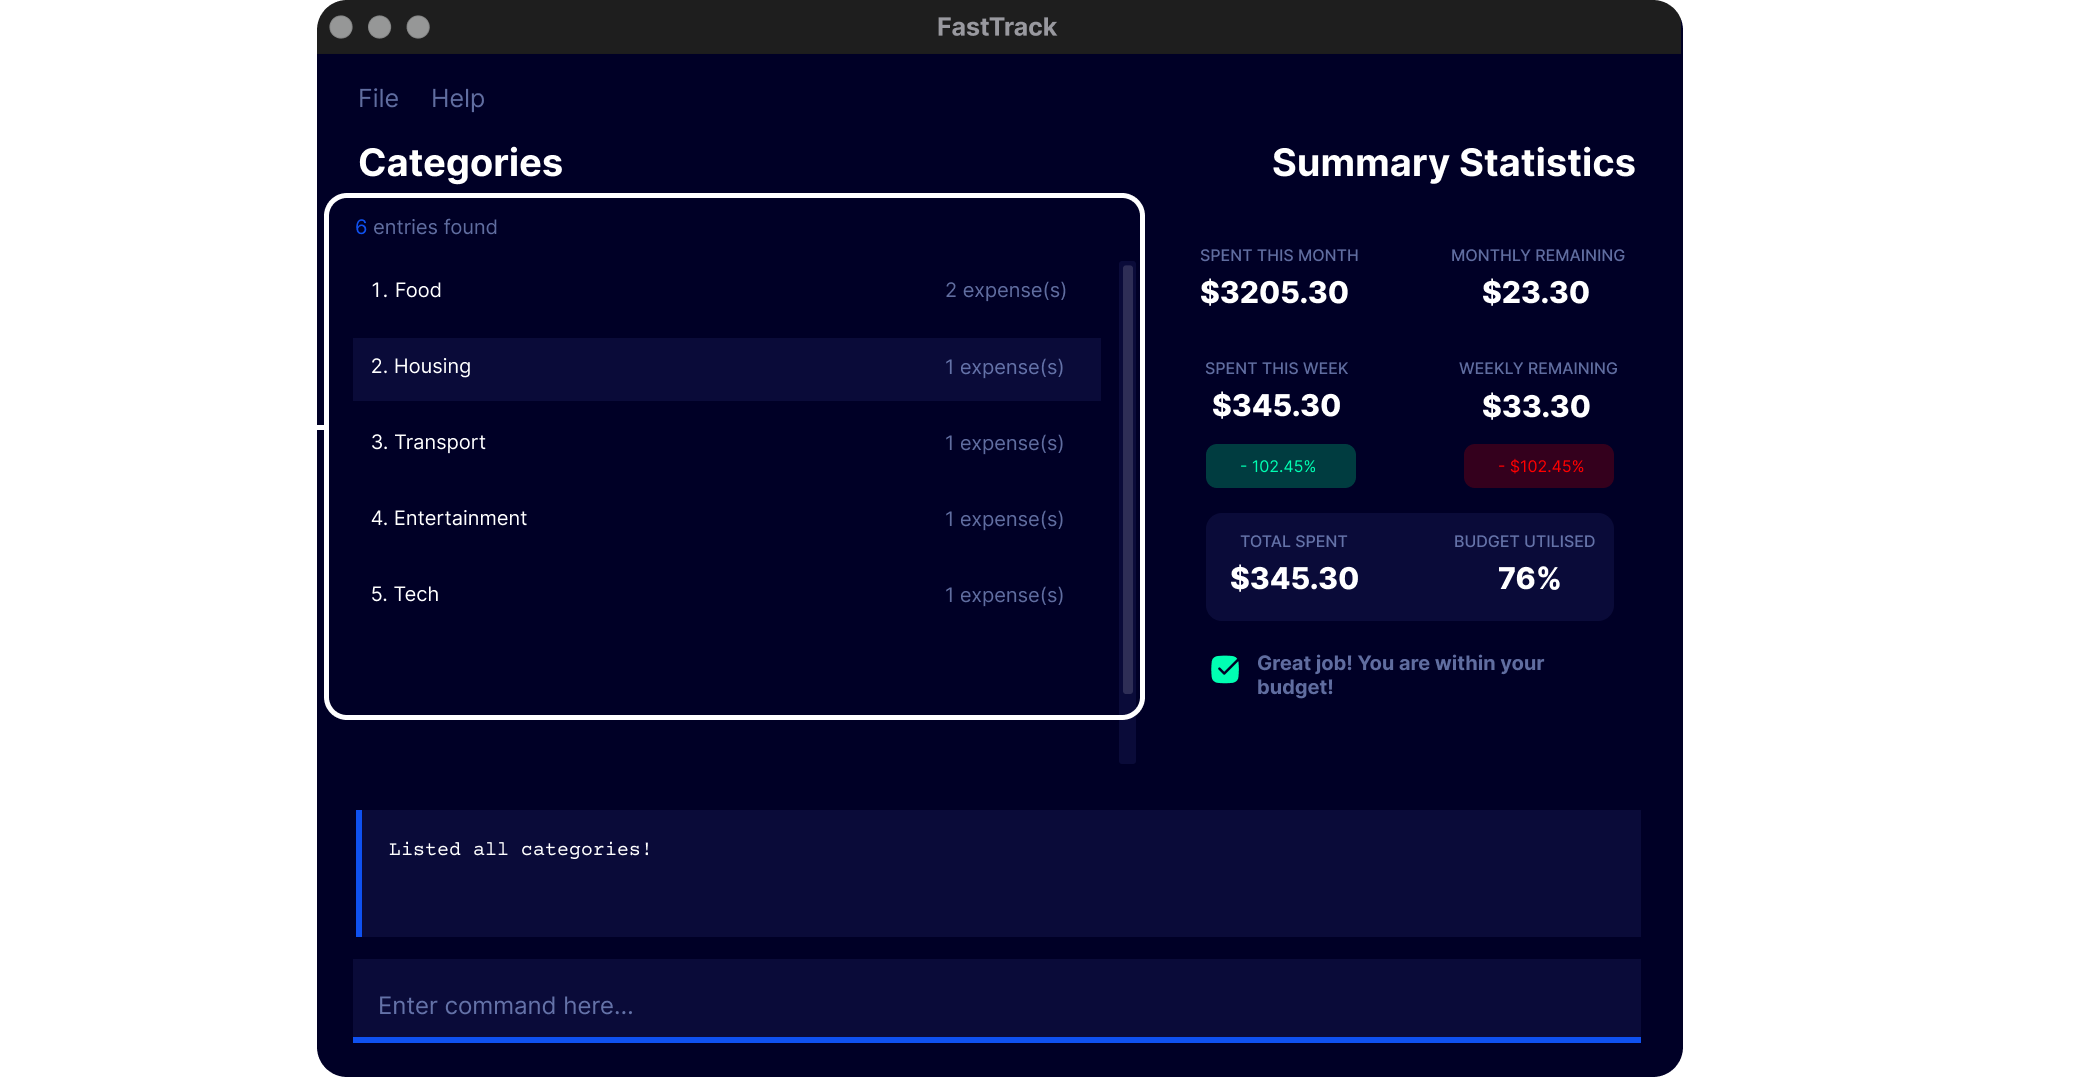 FastTrack
File Help
Categories
Summary Statistics
6 entries found
1. Food 2 expense(s)
2. Housing 1 expense(s)
3. Transport 1 expense(s)
4. Entertainment 1 expense(s)
5. Tech 1 expense(s)
SPENT THIS MONTH MONTHLY REMAINING
$3205.30 $23.30
SPENT THIS WEEK WEEKLY REMAINING
$345.30 $33.30
- 102.45% - $102.45%
TOTAL SPENT BUDGET UTILISED
$345.30 76%
Great job! You are within your
budget!
Listed all categories!
Enter command here...